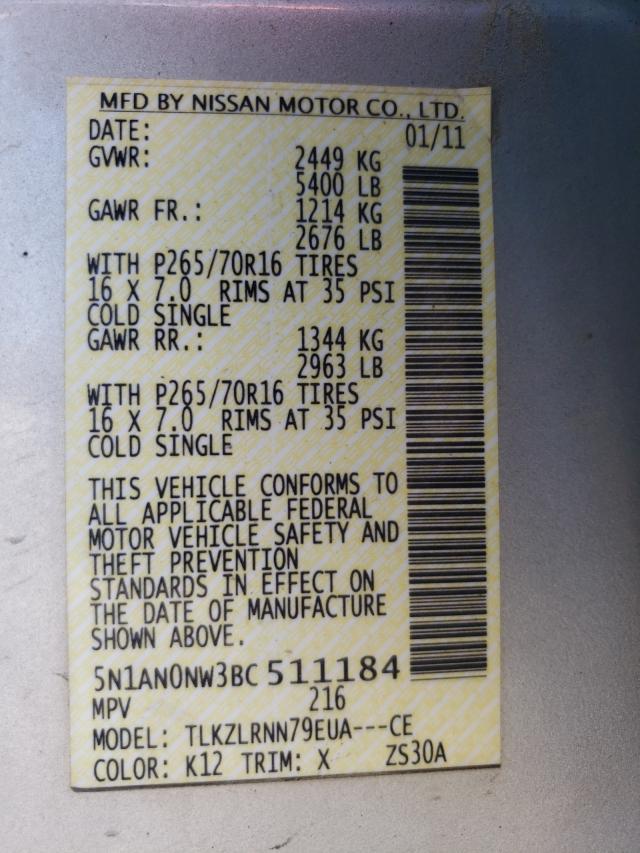 MFD BY NISSAN MOTOR CO., LTD.
DATE: 01/11
GVWR: 2449 KG
5400 LB
GAWR FR.: 1214 KG
2676 LB
WITH P265/70R16 TIRES
16 X 7.0 RIMS AT 35 PSI
COLD SINGLE
GAWR RR.: 1344 KG
2963 LB
WITH P265/70R16 TIRES
16 X 7.0 RIMS AT 35 PSI
COLD SINGLE
THIS VEHICLE CONFORMS TO
ALL APPLICABLE FEDERAL
MOTOR VEHICLE SAFETY AND
THEFT PREVENTION
STANDARDS IN EFFECT ON
THE DATE OF MANUFACTURE
SHOWN ABOVE.
5N1AN0NW3BC511184
MPV 216
MODEL: TLKZLRNN79EUA---CE
COLOR: K12 TRIM: X ZS30A